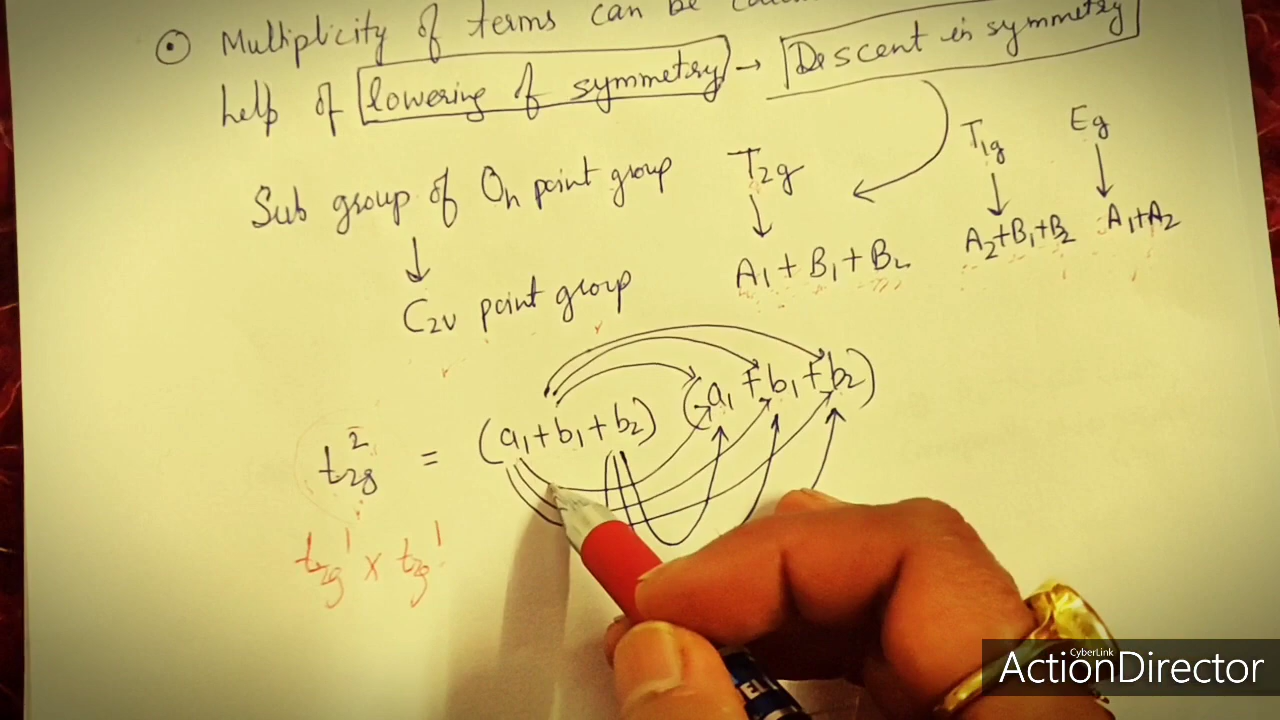 ⊙ Multiplicity of terms can be
help of lowering of symmetry → Descent in symmetry
Sub group of Oh point group
↓
C2v point group
T2g
↓
A1 + B1 + B2
T1g
↓
A2+B1+B2
Eg
↓
A1+A2
t2g² = (a1+b1+b2) (a1+b1+b2)
t2g¹ x t2g¹
CyberLink
ActionDirector